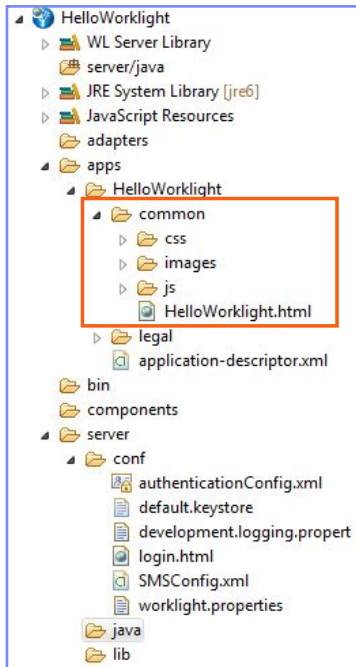 HelloWorklight
WL Server Library
server/java
JRE System Library [jre6]
JavaScript Resources
adapters
apps
HelloWorklight
common
css
images
js
HelloWorklight.html
legal
application-descriptor.xml
bin
components
server
conf
authenticationConfig.xml
default.keystore
development.logging.propert
login.html
SMSConfig.xml
worklight.properties
java
lib